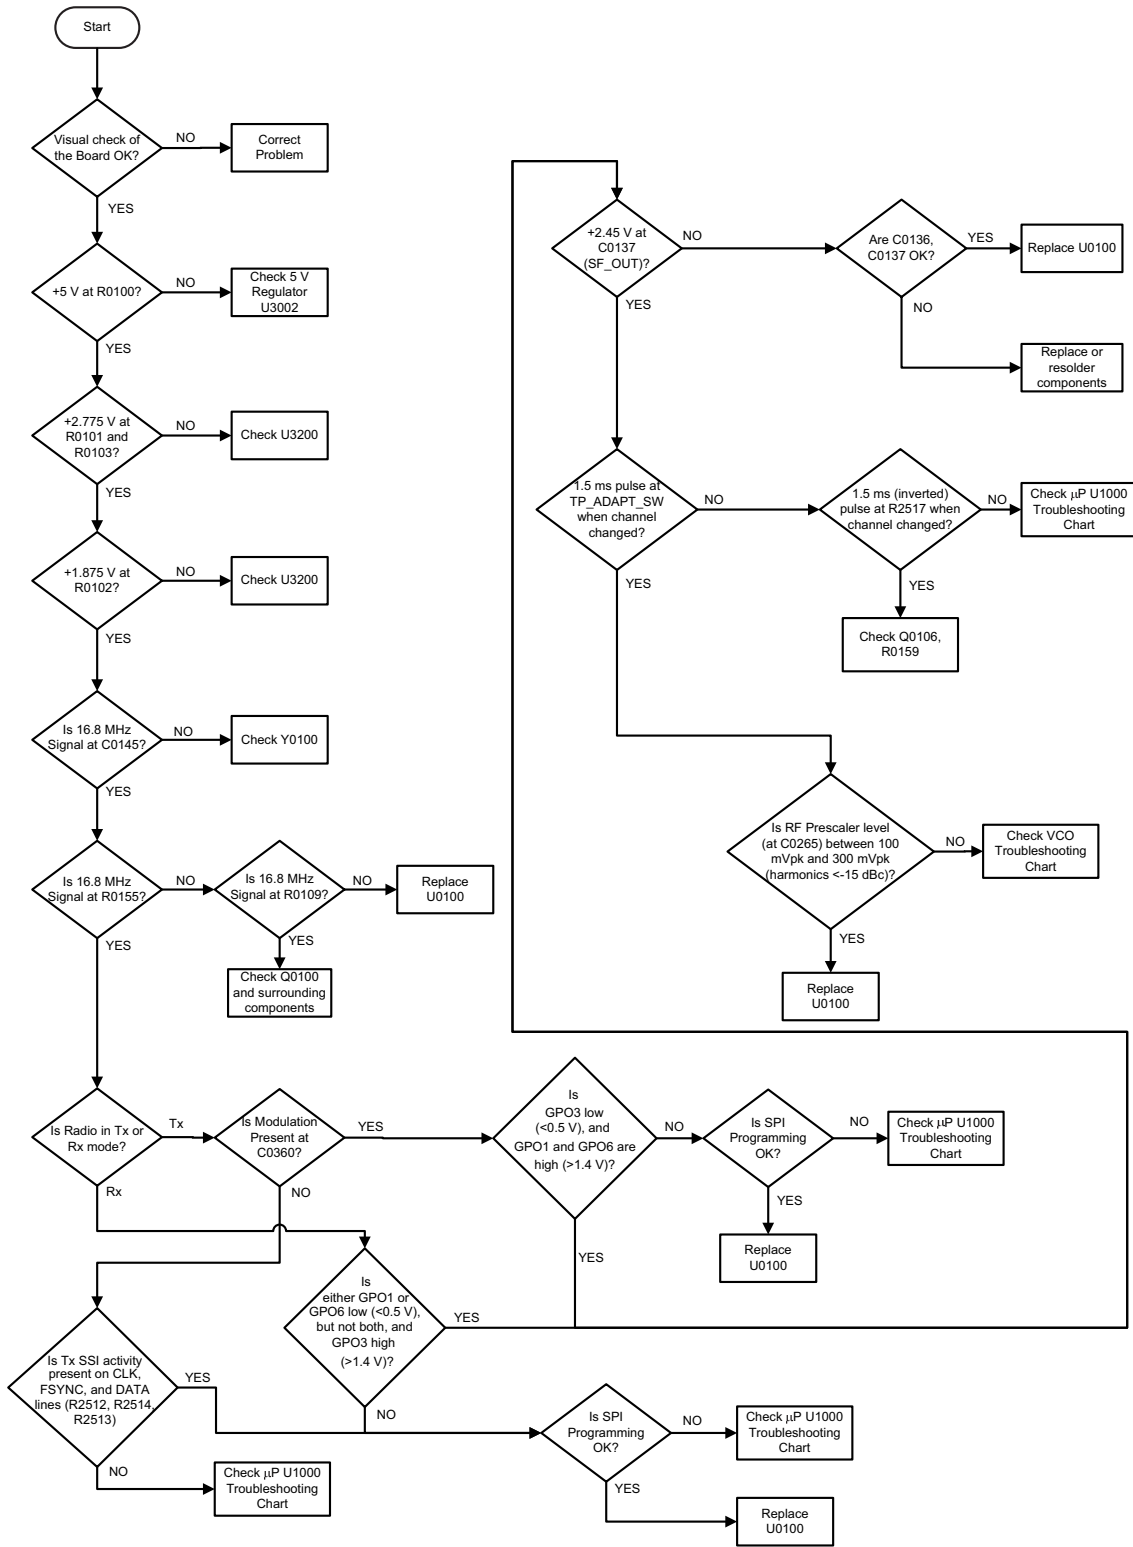 Start
Visual check of
the Board OK?
NO
Correct
Problem
YES
+5 V at R0100?
NO
Check 5 V
Regulator
U3002
YES
+2.775 V at
R0101 and
R0103?
NO
Check U3200
YES
+1.875 V at
R0102?
NO
Check U3200
YES
Is 16.8 MHz
Signal at C0145?
NO
Check Y0100
YES
Is 16.8 MHz
Signal at R0155?
NO
Is 16.8 MHz
Signal at R0109?
NO
Replace
U0100
YES
Check Q0100
and surrounding
components
YES
Is Radio in Tx or
Rx mode?
Tx
Is Modulation
Present at
C0360?
YES
Is
GPO3 low
(<0.5 V), and
GPO1 and GPO6 are
high (>1.4 V)?
NO
Is SPI
Programming
OK?
NO
Check µP U1000
Troubleshooting
Chart
YES
Replace
U0100
YES
Rx
NO
Is
either GPO1 or
GPO6 low (<0.5 V),
but not both, and
GPO3 high
(>1.4 V)?
YES
NO
Is Tx SSI activity
present on CLK,
FSYNC, and DATA
lines (R2512, R2514,
R2513)
YES
NO
Check µP U1000
Troubleshooting
Chart
Is SPI
Programming
OK?
NO
Check µP U1000
Troubleshooting
Chart
YES
Replace
U0100
+2.45 V at
C0137
(SF_OUT)?
NO
Are C0136,
C0137 OK?
YES
Replace U0100
NO
Replace or
resolder
components
YES
1.5 ms pulse at
TP_ADAPT_SW
when channel
changed?
NO
1.5 ms (inverted)
pulse at R2517 when
channel changed?
NO
Check µP U1000
Troubleshooting
Chart
YES
Check Q0106,
R0159
YES
Is RF Prescaler level
(at C0265) between 100
mVpk and 300 mVpk
(harmonics <-15 dBc)?
NO
Check VCO
Troubleshooting
Chart
YES
Replace
U0100